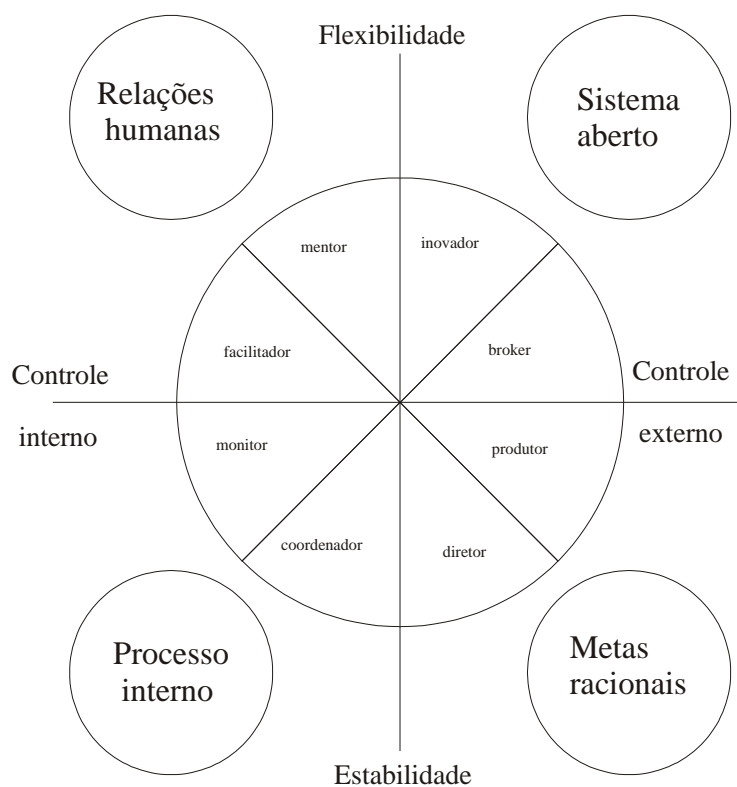 Flexibilidade
Relações
humanas
Sistema
aberto
mentor
inovador
facilitador
broker
Controle
interno
Controle
externo
monitor
produtor
coordenador
diretor
Processo
interno
Metas
racionais
Estabilidade